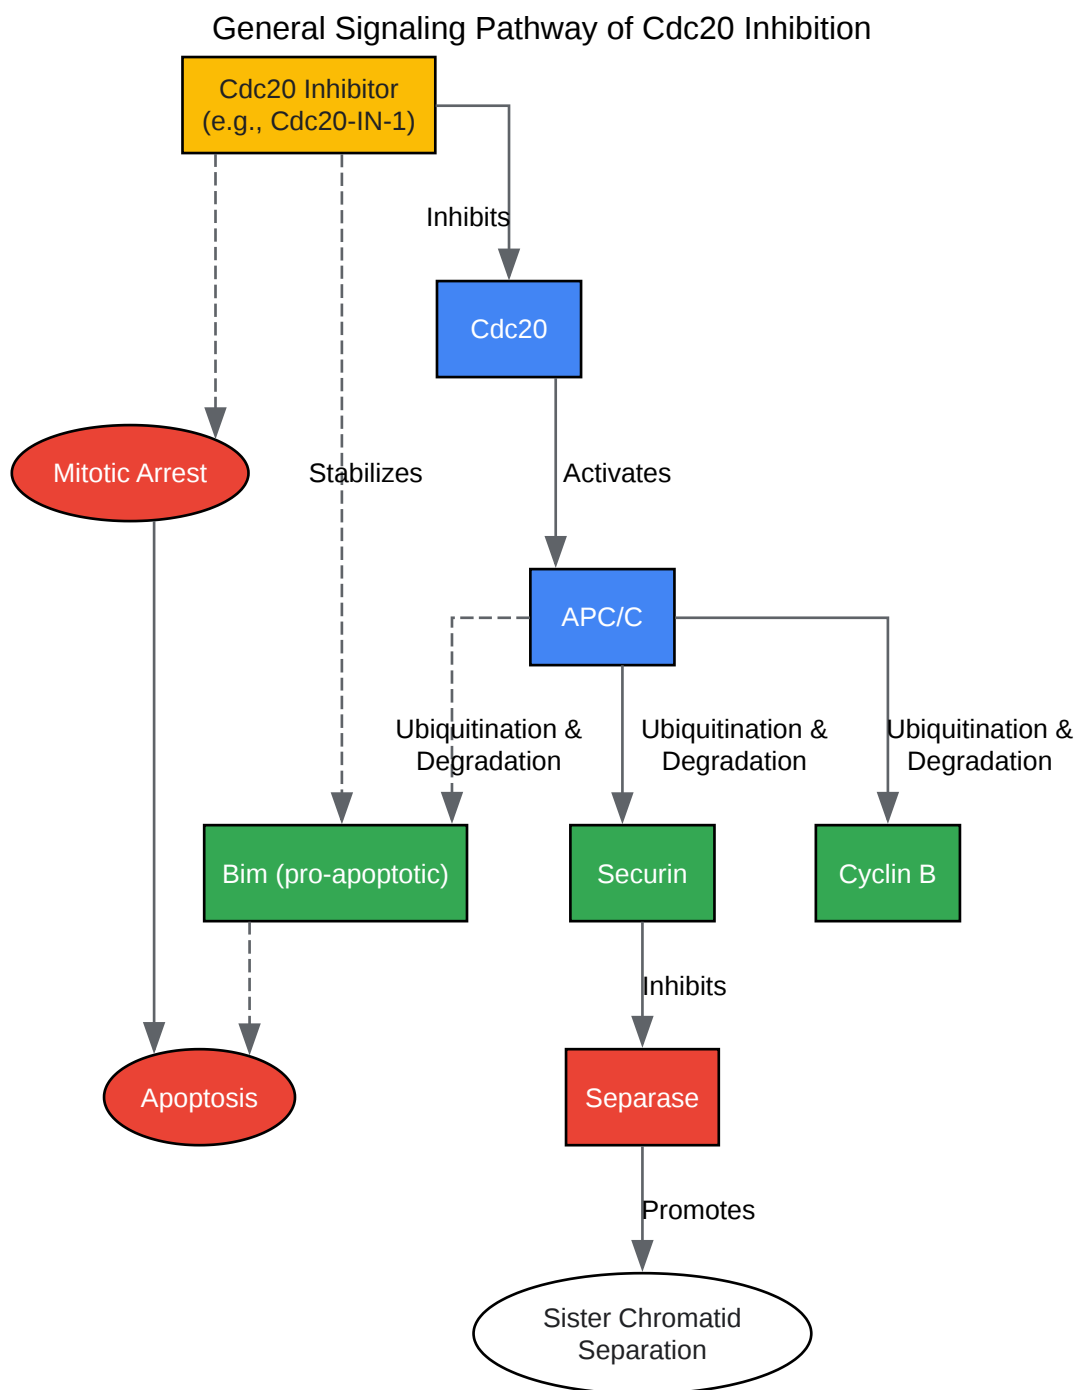 General Signaling Pathway of Cdc20 Inhibition
Cdc20 Inhibitor
(e.g., Cdc20-IN-1)
Inhibits
Cdc20
Mitotic Arrest
Stabilizes
Activates
APC/C
Ubiquitination &
Degradation
Ubiquitination &
Degradation
Ubiquitination &
Degradation
Bim (pro-apoptotic)
Securin
Cyclin B
Inhibits
Apoptosis
Separase
Promotes
Sister Chromatid
Separation